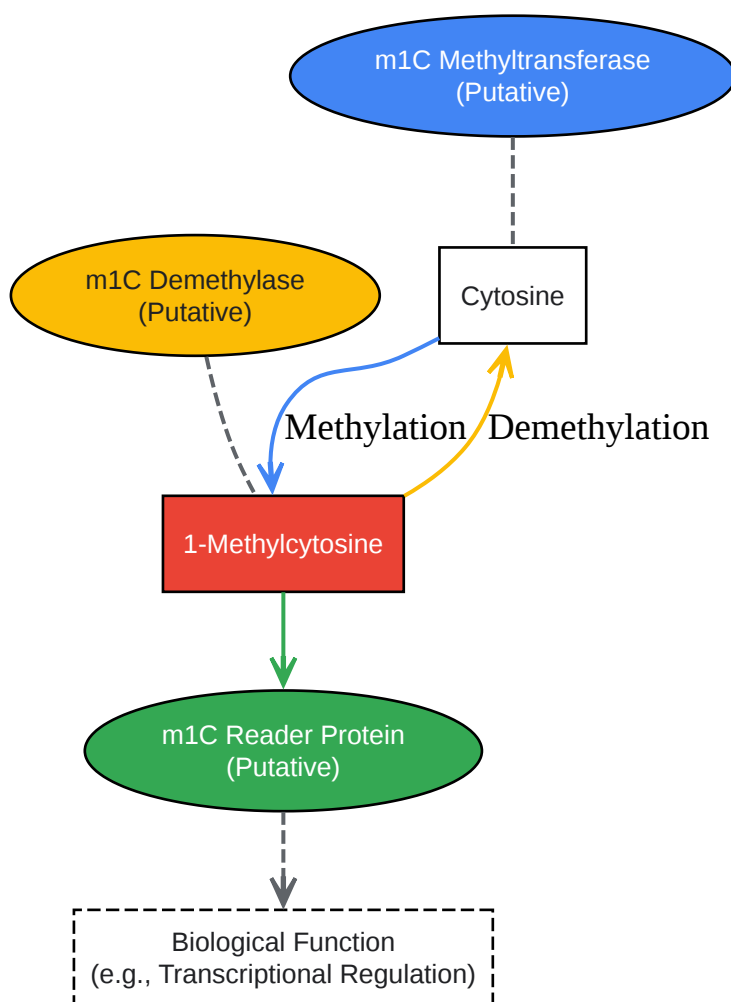 m1C Methyltransferase
(Putative)
m1C Demethylase
(Putative)
Cytosine
Methylation
Demethylation
1-Methylcytosine
m1C Reader Protein
(Putative)
Biological Function
(e.g., Transcriptional Regulation)